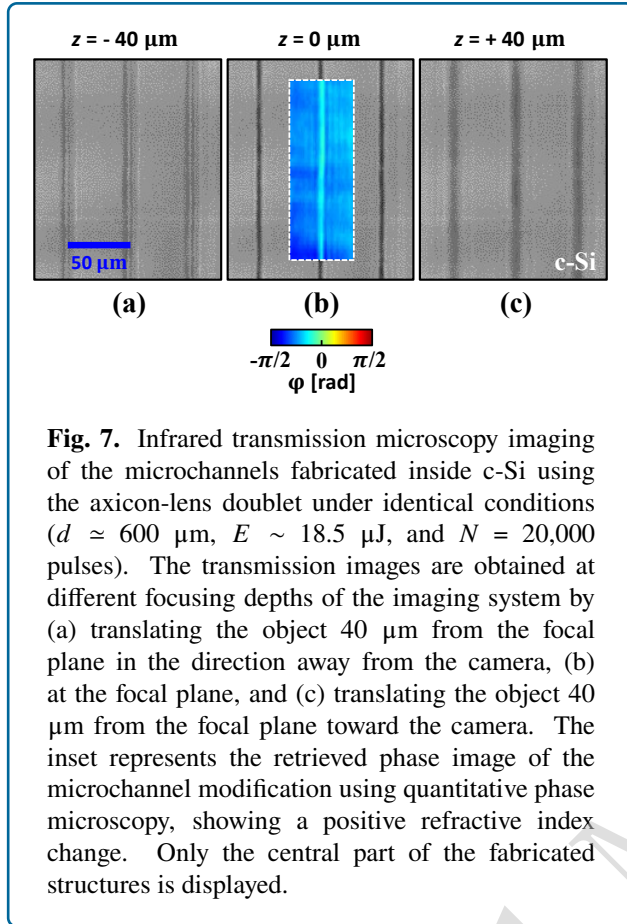 z = - 40 µm
z = 0 µm
z = + 40 µm
50 µm
c-Si
(a)
(b)
(c)
-π/2 0 π/2
φ [rad]
Fig. 7. Infrared transmission microscopy imaging
of the microchannels fabricated inside c-Si using
the axicon-lens doublet under identical conditions
(d ≃ 600 µm, E ∼ 18.5 µJ, and N = 20,000
pulses). The transmission images are obtained at
different focusing depths of the imaging system by
(a) translating the object 40 µm from the focal
plane in the direction away from the camera, (b)
at the focal plane, and (c) translating the object 40
µm from the focal plane toward the camera. The
inset represents the retrieved phase image of the
microchannel modification using quantitative phase
microscopy, showing a positive refractive index
change. Only the central part of the fabricated
structures is displayed.